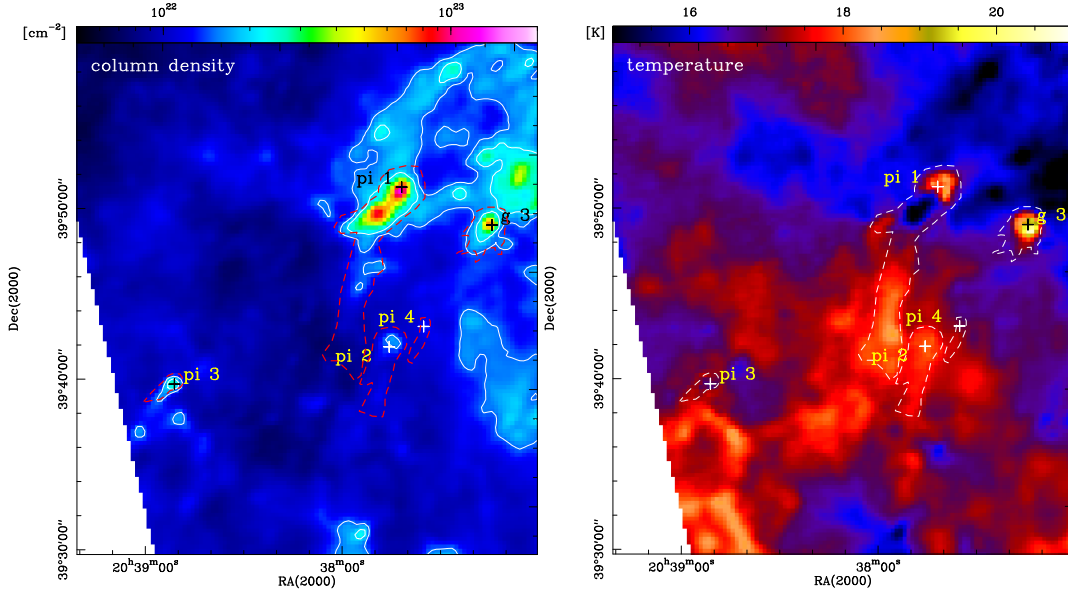 10²² 10²³
[cm⁻²]
column density
pi 1
g 3
pi 4
pi 2
pi 3
39°50′00″
39°40′00″
39°30′00″
Dec(2000)
20ʰ39ᵐ00ˢ 38ᵐ00ˢ
RA(2000)
16 18 20
[K]
temperature
pi 1
g 3
pi 4
pi 2
pi 3
39°50′00″
39°40′00″
39°30′00″
Dec(2000)
20ʰ39ᵐ00ˢ 38ᵐ00ˢ
RA(2000)